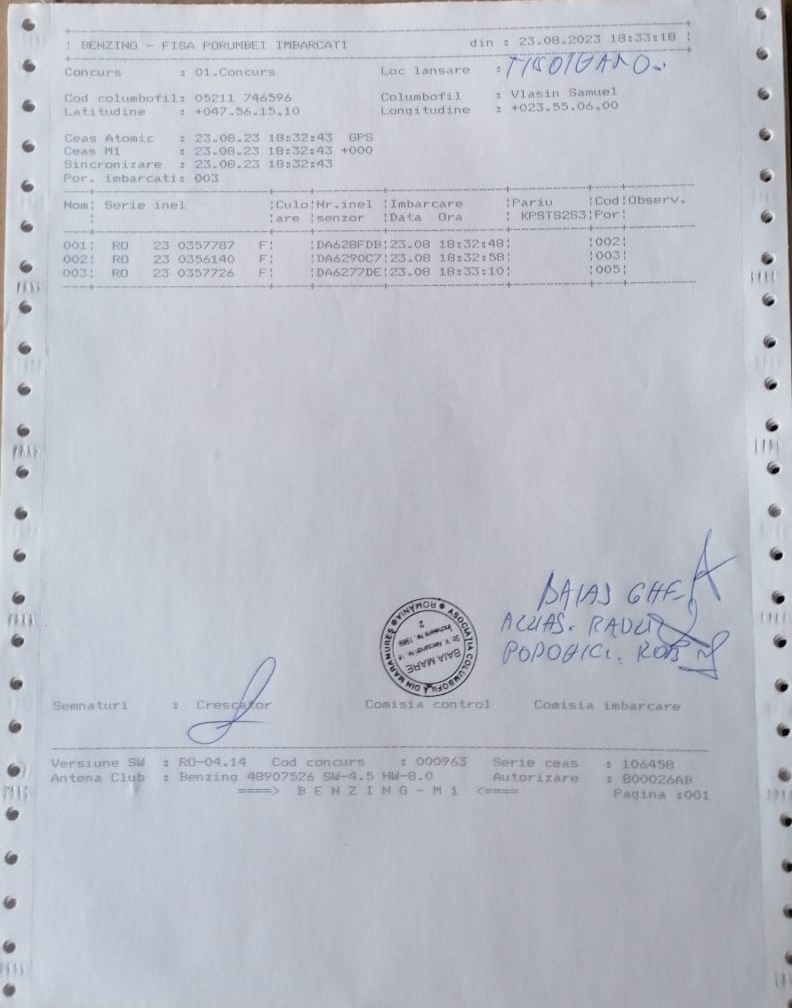 ! BENZING - FISA PORUMBEI IMBARCATI din : 23.08.2023 18:33:18 !
Concurs : 01.Concurs Loc lansare :
Cod columbofil: 05211 746596 Columbofil : Vlasin Samuel
Latitudine : +047.56.15.10 Longitudine : +023.55.06.00
Ceas Atomic : 23.08.23 18:32:43 GPS
Ceas M1 : 23.08.23 18:32:43 +000
Sincronizare : 23.08.23 18:32:43
Por. imbarcati: 003
Nom! Serie inel !Culo!Nr.inel !Imbarcare !Pariu !Cod!Observ.
! !are !senzor !Data Ora ! KPSTS2S3!Por!
001! RO 23 0357787 F! !DA628FDB!23.08 18:32:48! !002!
002! RO 23 0356140 F! !DA6290C7!23.08 18:32:58! !003!
003! RO 23 0357726 F! !DA6277DE!23.08 18:33:10! !005!
BAIAS GHE
ACIAS. RADU
POPOVICI. ROB
ASOCIATIA COLUMBOFILA DIN MARAMURES * ROMANIA *
BAIA MARE
2
Semnaturi : Crescator Comisia control Comisia imbarcare
Versiune SW : RO-04.14 Cod concurs : 000963 Serie ceas : 106458
Antena Club : Benzing 48907526 SW-4.5 HW-8.0 Autorizare : B00026AB
====> B E N Z I N G - M 1 <==== Pagina :001